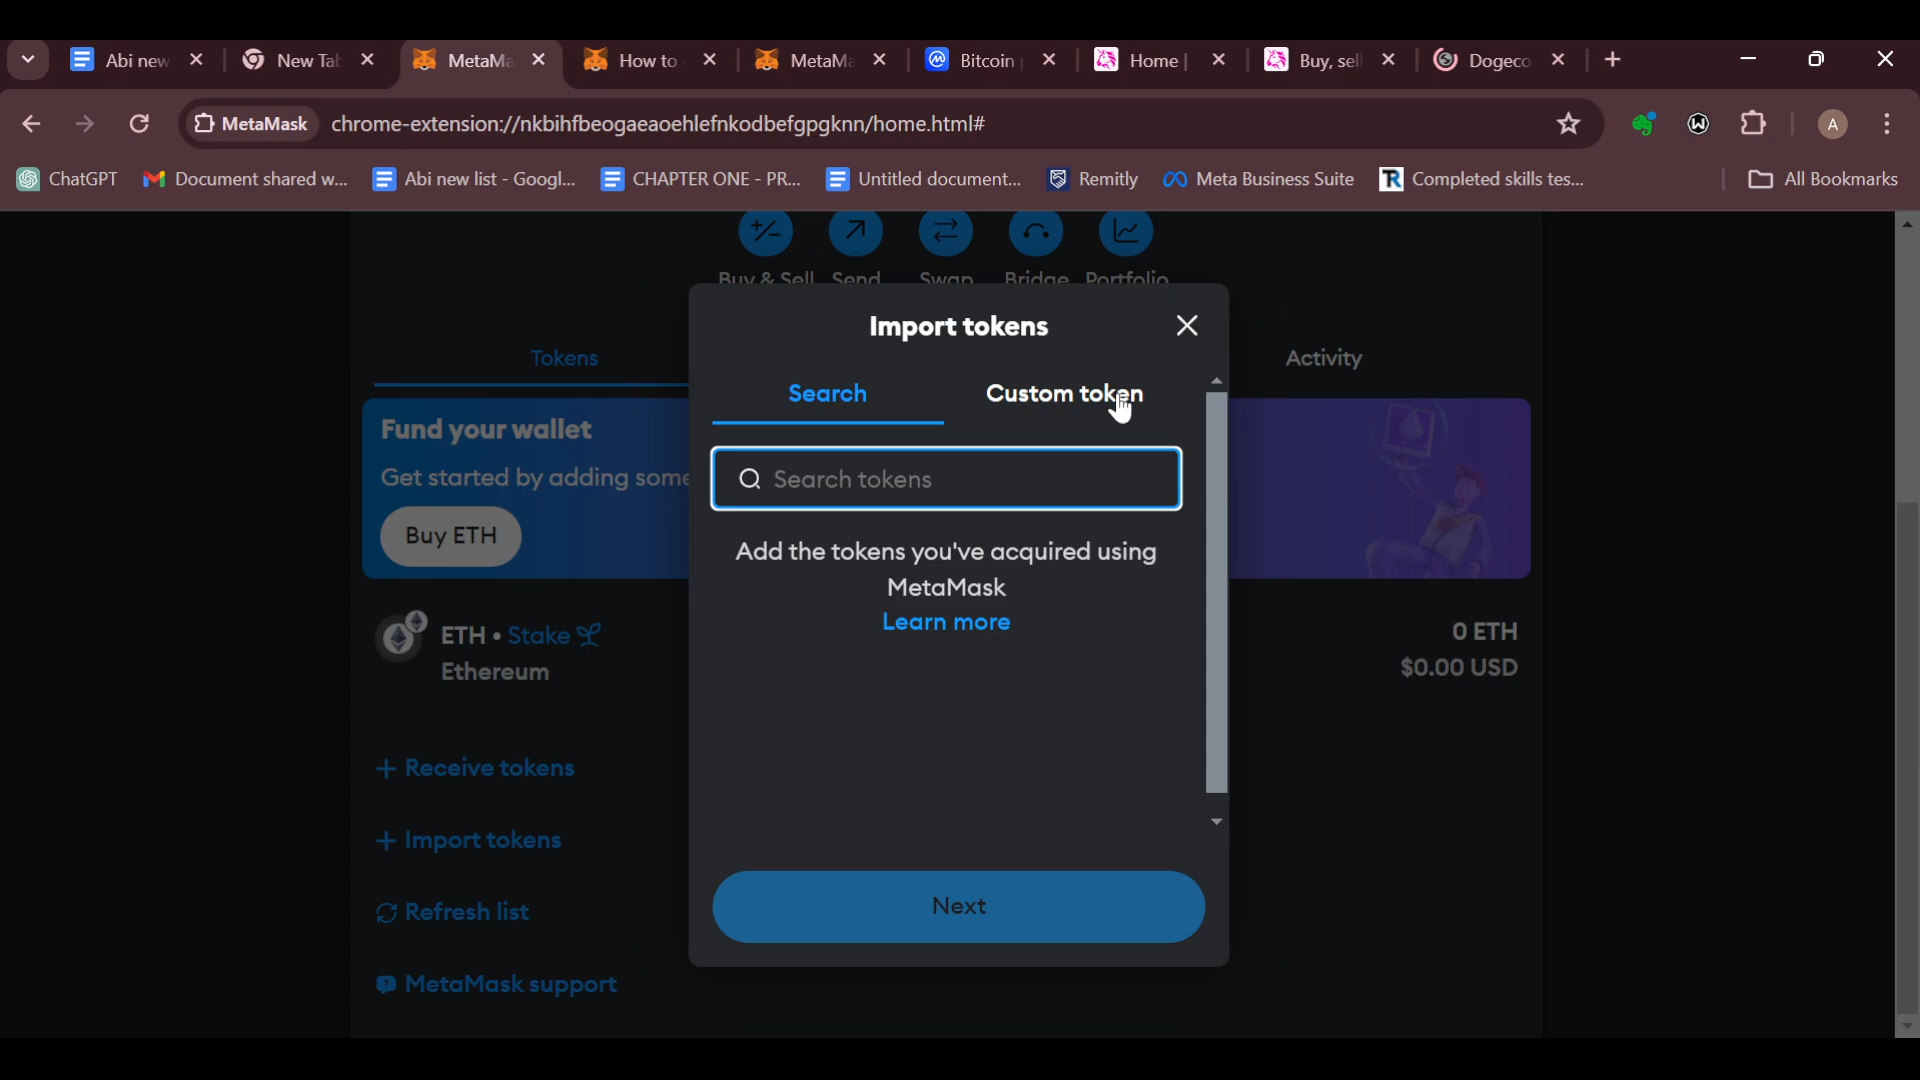 Abi new
New Tab
MetaMa
How to
MetaMa
Bitcoin
Home |
Buy, sell
Dogeco
MetaMask
chrome-extension://nkbihfbeogaeaoehlefnkodbefgpgknn/home.html#
A
ChatGPT
Document shared w...
Abi new list - Googl...
CHAPTER ONE - PR...
Untitled document...
Remitly
Meta Business Suite
Completed skills tes...
All Bookmarks
Buy & Sell
Send
Swap
Bridge
Portfolio
Import tokens
Tokens
Activity
Search
Custom token
Fund your wallet
Get started by adding some
Buy ETH
Search tokens
Add the tokens you've acquired using
MetaMask
Learn more
ETH • Stake
Ethereum
0 ETH
$0.00 USD
+ Receive tokens
+ Import tokens
Refresh list
MetaMask support
Next